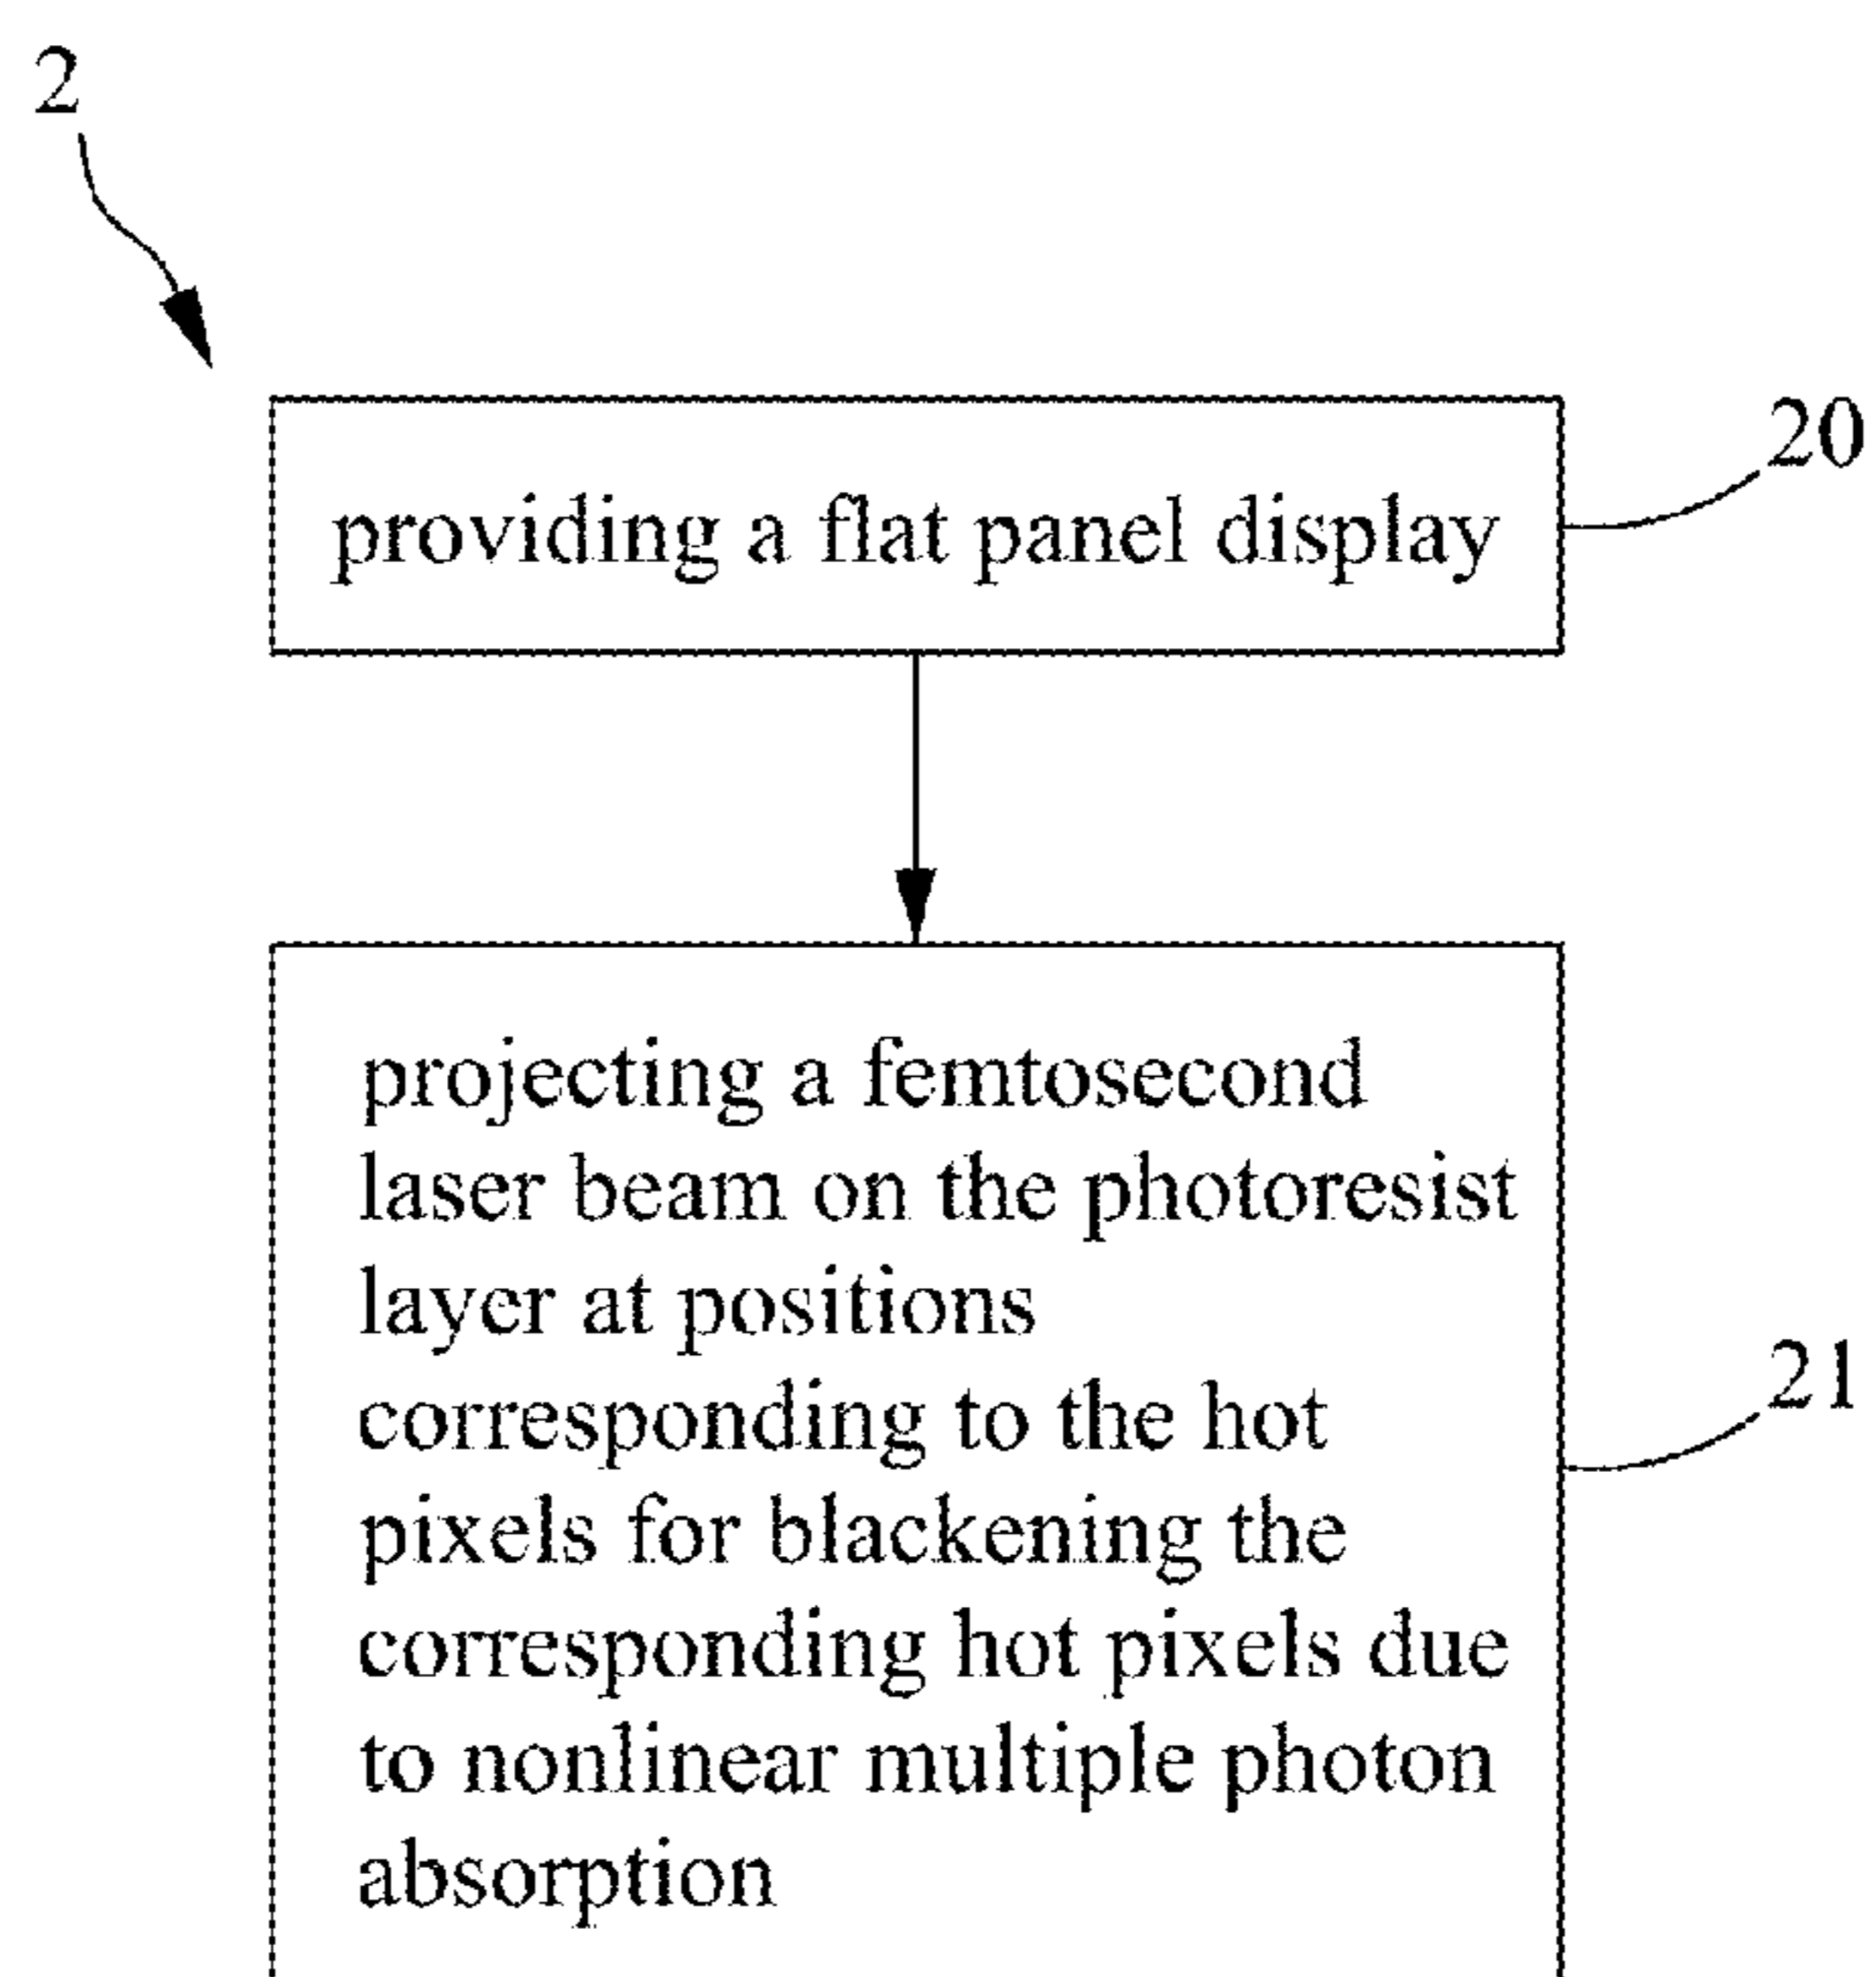 2
20
providing a flat panel display
projecting a femtosecond
laser beam on the photoresist
layer at positions
corresponding to the hot
pixels for blackening the
corresponding hot pixels due
to nonlinear multiple photon
absorption
21